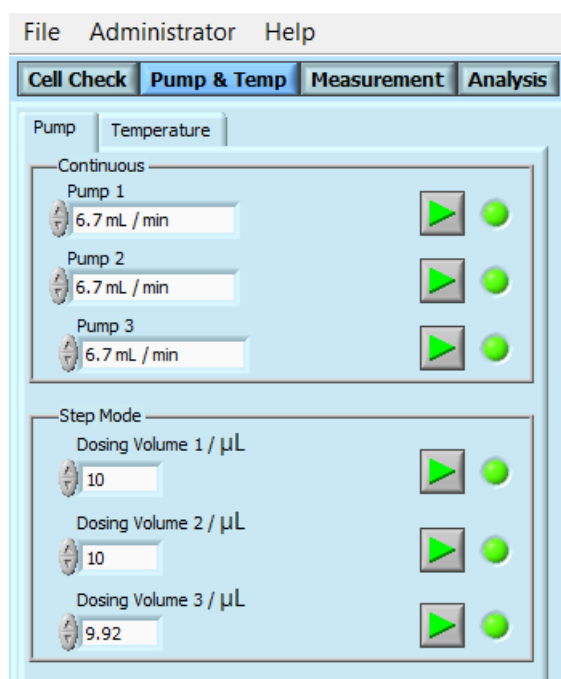 File Administrator Help
Cell Check Pump & Temp Measurement Analysis
Pump Temperature
Continuous
Pump 1
6.7 mL / min
Pump 2
6.7 mL / min
Pump 3
6.7 mL / min
Step Mode
Dosing Volume 1 / µL
10
Dosing Volume 2 / µL
10
Dosing Volume 3 / µL
9.92